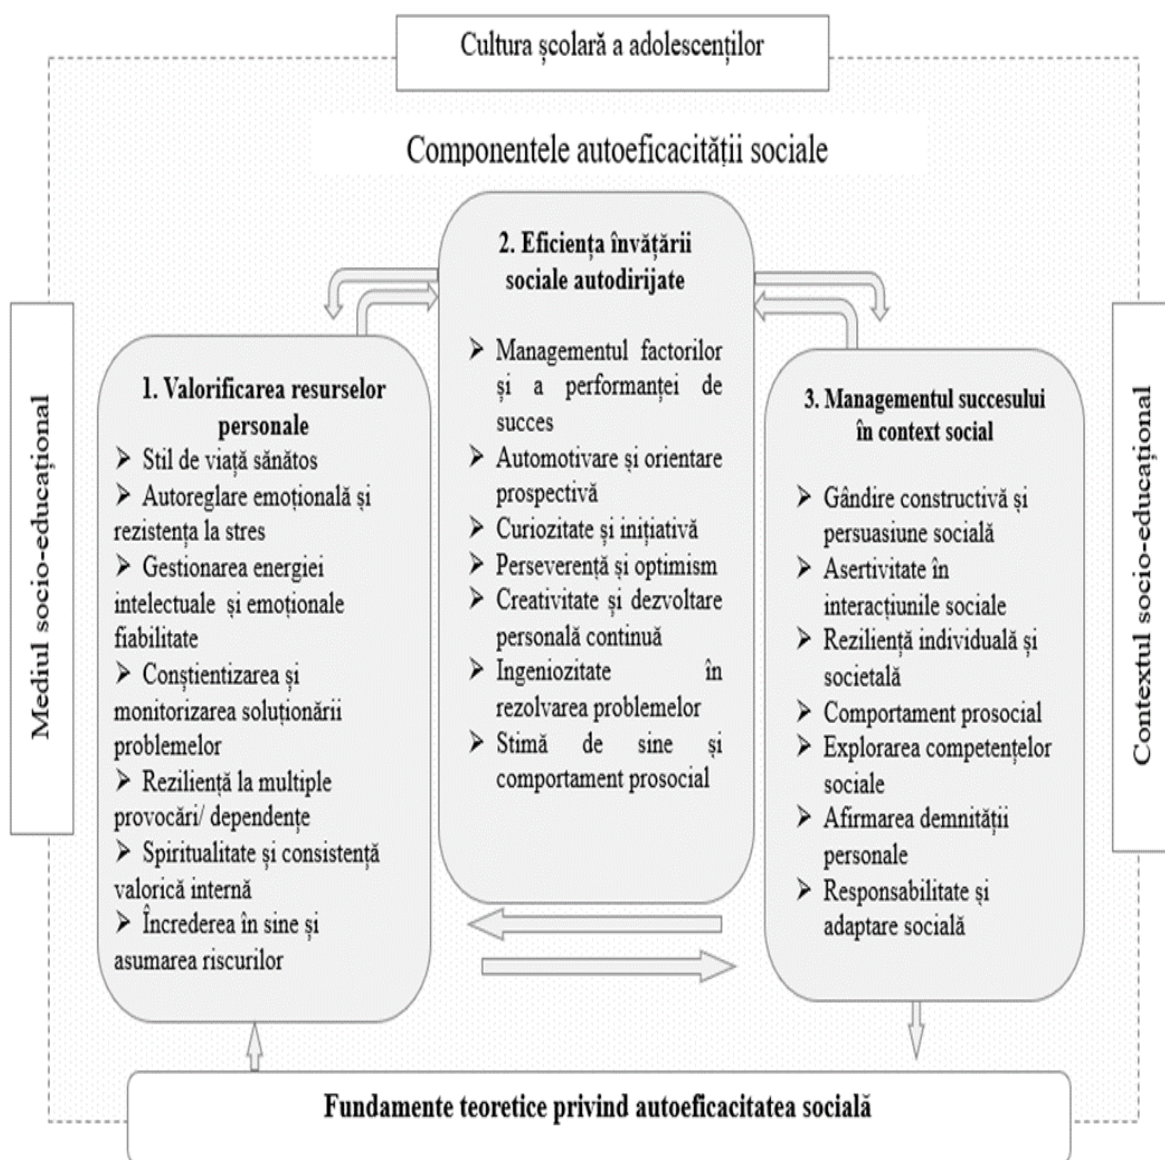 Cultura școlară a adolescenților
Componentele autoeficacității sociale
Mediul socio-educațional
1. Valorificarea resurselor
personale
➢ Stil de viață sănătos
➢ Autoreglare emoțională și
rezistența la stres
➢ Gestionarea energiei
intelectuale și emoționale
fiabilitate
➢ Conștientizarea și
monitorizarea soluționării
problemelor
➢ Reziliență la multiple
provocări/ dependențe
➢ Spiritualitate și consistență
valorică internă
➢ Încrederea în sine și
asumarea riscurilor
2. Eficiența învățării
sociale autodirijate
➢ Managementul factorilor
și a performanței de
succes
➢ Automotivare și orientare
prospectivă
➢ Curiozitate și inițiativă
➢ Perseverență și optimism
➢ Creativitate și dezvoltare
personală continuă
➢ Ingeniozitate în
rezolvarea problemelor
➢ Stimă de sine și
comportament prosocial
3. Managementul succesului
în context social
➢ Gândire constructivă și
persuasiune socială
➢ Asertivitate în
interacțiunile sociale
➢ Reziliență individuală și
societală
➢ Comportament prosocial
➢ Explorarea competențelor
sociale
➢ Afirmarea demnității
personale
➢ Responsabilitate și
adaptare socială
Contextul socio-educațional
Fundamente teoretice privind autoeficacitatea socială